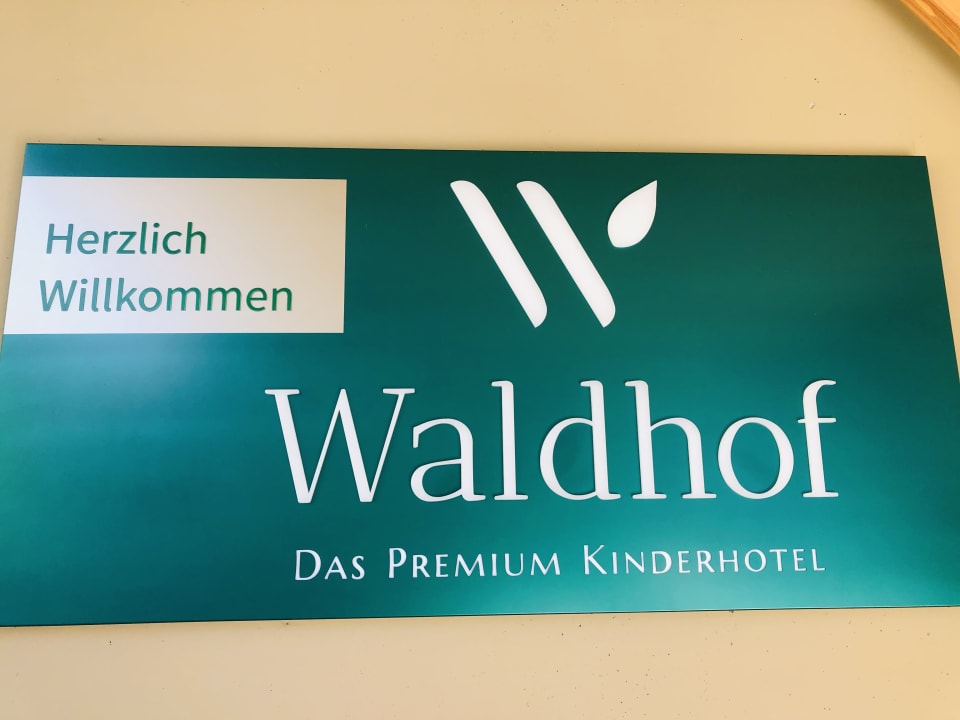 Herzlich
Willkommen
Waldhof
Das Premium Kinderhotel